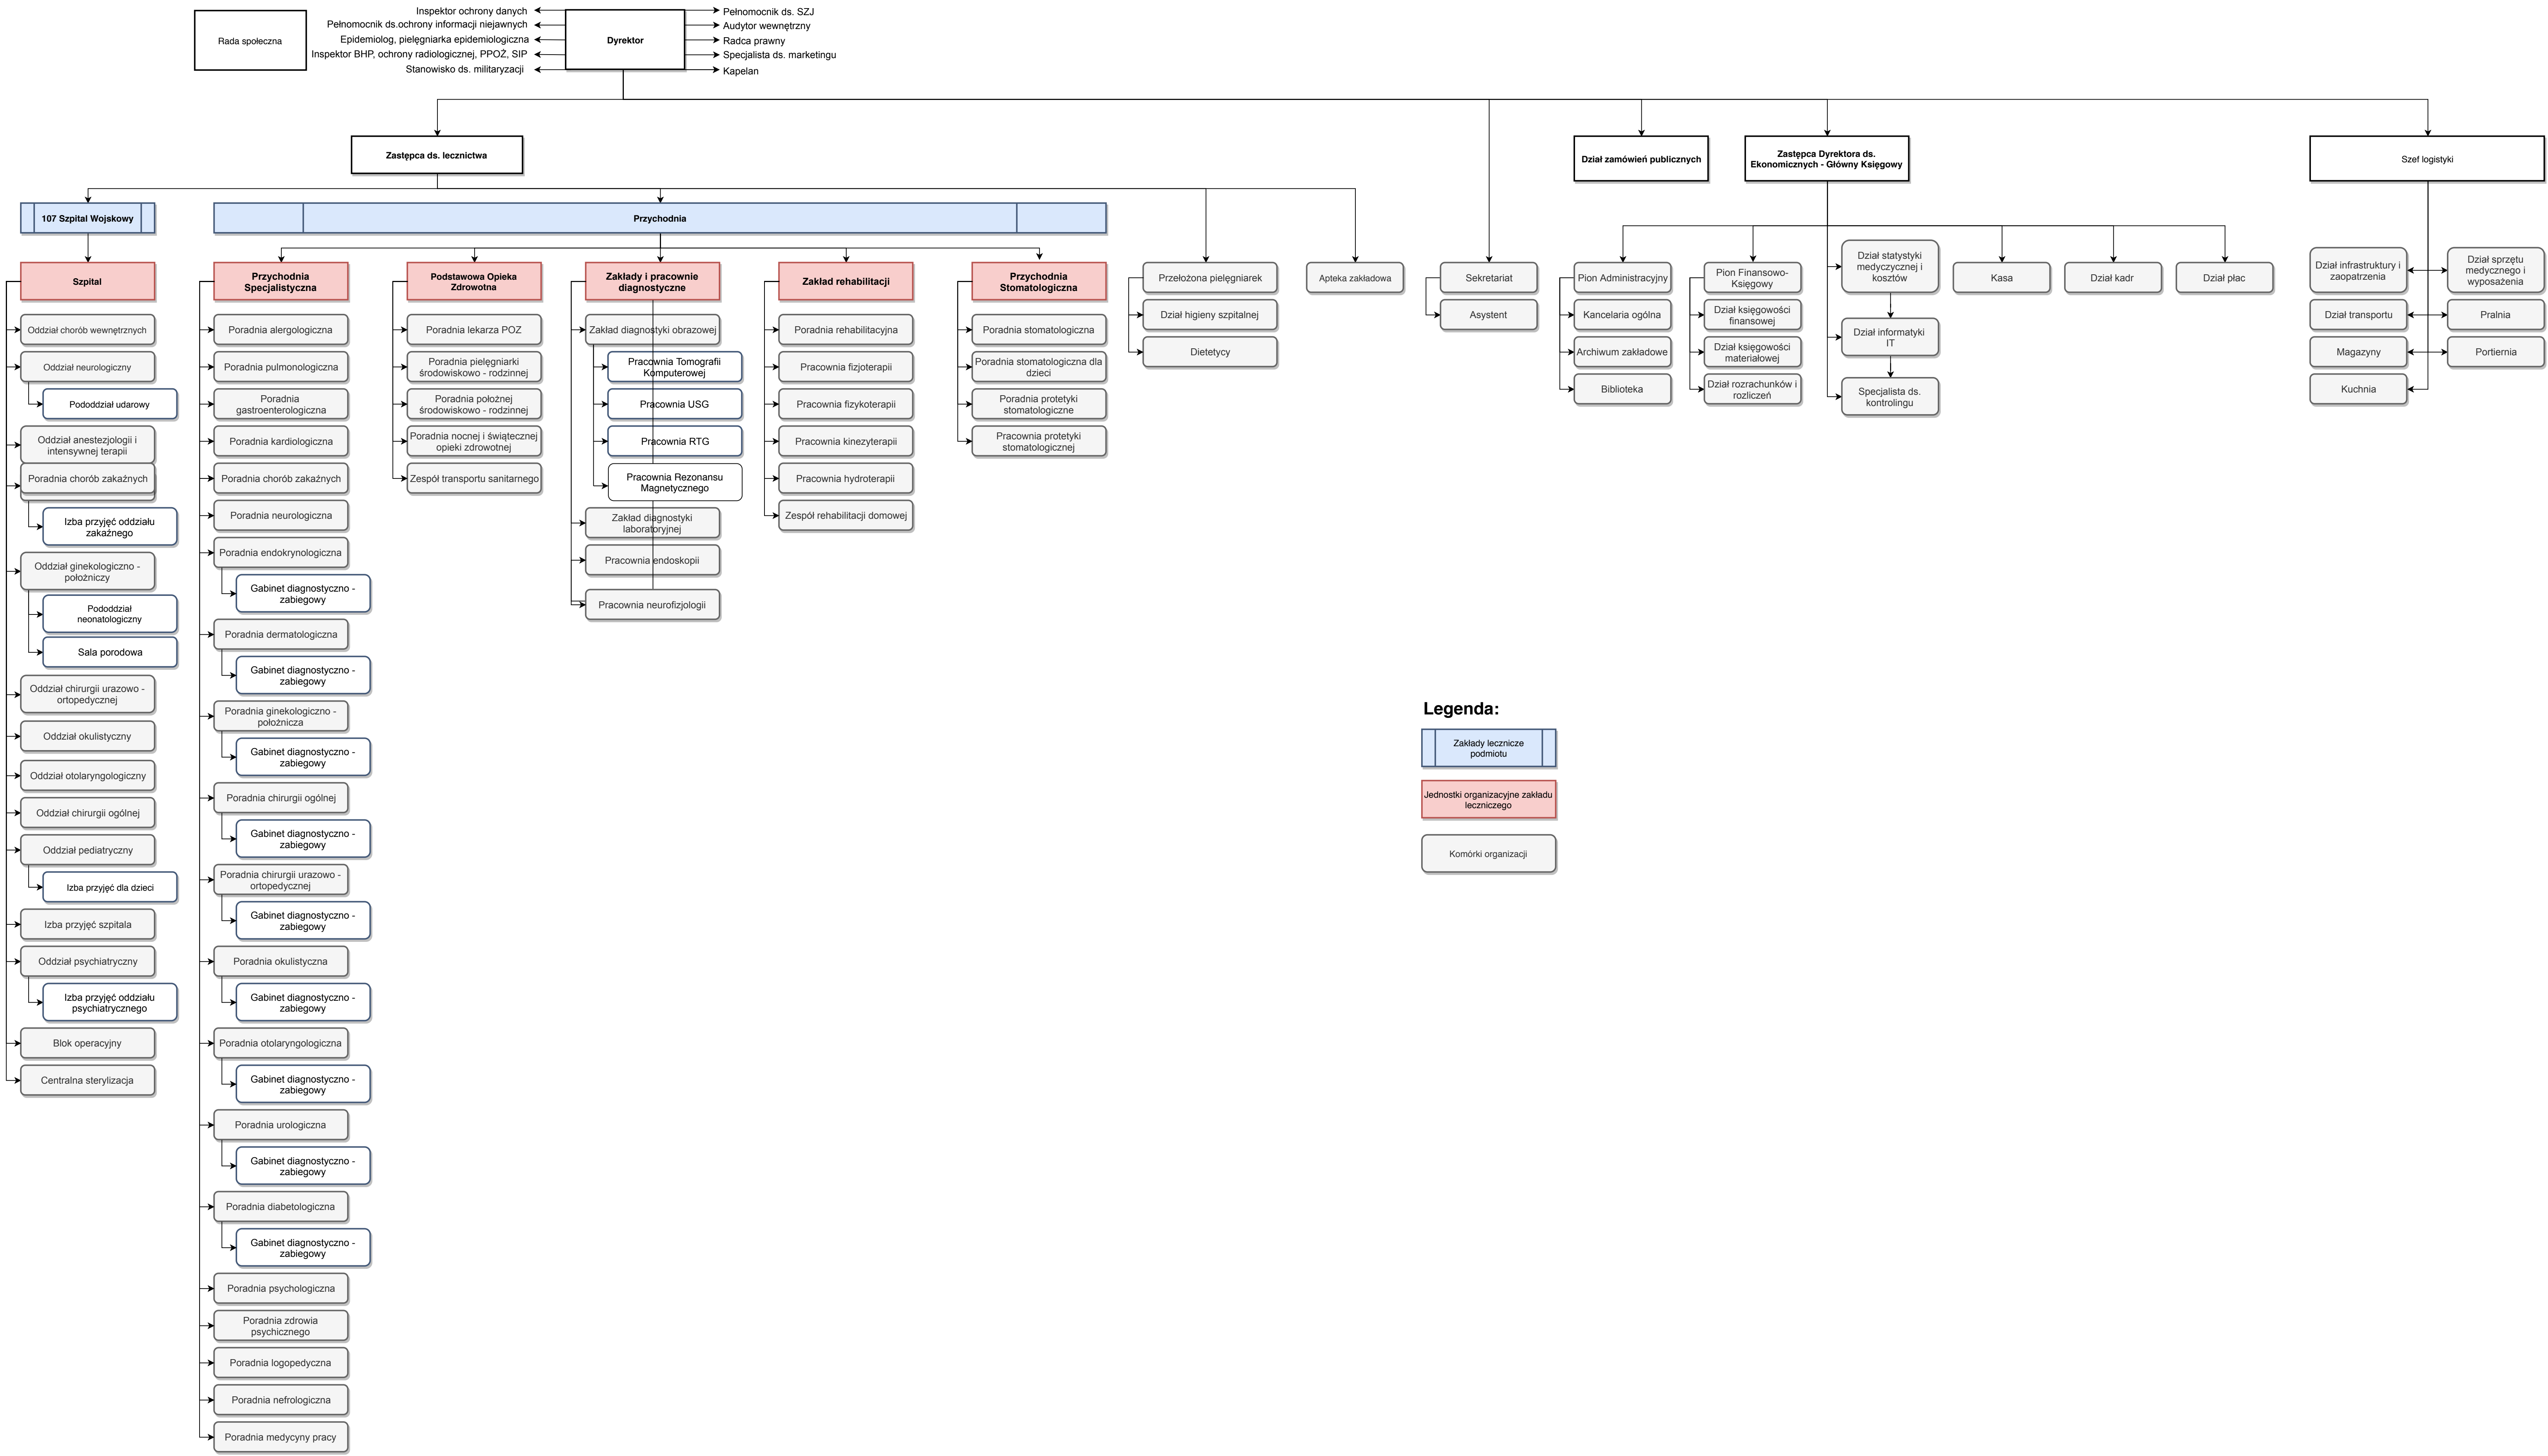 Rada społeczna
Inspektor ochrony danych
Pełnomocnik ds.ochrony informacji niejawnych
Epidemiolog, pielęgniarka epidemiologiczna
Inspektor BHP, ochrony radiologicznej, PPOŻ, SIP
Stanowisko ds. militaryzacji
Dyrektor
Pełnomocnik ds. SZJ
Audytor wewnętrzny
Radca prawny
Specjalista ds. marketingu
Kapelan
Zastępca ds. lecznictwa
Dział zamówień publicznych
Zastępca Dyrektora ds.
Ekonomicznych - Główny Księgowy
Szef logistyki
107 Szpital Wojskowy
Przychodnia
Szpital
Oddział chorób wewnętrznych
Oddział neurologiczny
Pododdział udarowy
Oddział anestezjologii i
intensywnej terapii
Poradnia chorób zakaźnych
Izba przyjęć oddziału
zakaźnego
Oddział ginekologiczno -
położniczy
Pododdział
neonatologiczny
Sala porodowa
Oddział chirurgii urazowo -
ortopedycznej
Oddział okulistyczny
Oddział otolaryngologiczny
Oddział chirurgii ogólnej
Oddział pediatryczny
Izba przyjęć dla dzieci
Izba przyjęć szpitala
Oddział psychiatryczny
Izba przyjęć oddziału
psychiatrycznego
Blok operacyjny
Centralna sterylizacja
Przychodnia
Specjalistyczna
Poradnia alergologiczna
Poradnia pulmonologiczna
Poradnia
gastroenterologiczna
Poradnia kardiologiczna
Poradnia chorób zakaźnych
Poradnia neurologiczna
Poradnia endokrynologiczna
Gabinet diagnostyczno -
zabiegowy
Poradnia dermatologiczna
Gabinet diagnostyczno -
zabiegowy
Poradnia ginekologiczno -
położnicza
Gabinet diagnostyczno -
zabiegowy
Poradnia chirurgii ogólnej
Gabinet diagnostyczno -
zabiegowy
Poradnia chirurgii urazowo -
ortopedycznej
Gabinet diagnostyczno -
zabiegowy
Poradnia okulistyczna
Gabinet diagnostyczno -
zabiegowy
Poradnia otolaryngologiczna
Gabinet diagnostyczno -
zabiegowy
Poradnia urologiczna
Gabinet diagnostyczno -
zabiegowy
Poradnia diabetologiczna
Gabinet diagnostyczno -
zabiegowy
Poradnia psychologiczna
Poradnia zdrowia
psychicznego
Poradnia logopedyczna
Poradnia nefrologiczna
Poradnia medycyny pracy
Podstawowa Opieka
Zdrowotna
Poradnia lekarza POZ
Poradnia pielęgniarki
środowiskowo - rodzinnej
Poradnia położnej
środowiskowo - rodzinnej
Poradnia nocnej i świątecznej
opieki zdrowotnej
Zespół transportu sanitarnego
Zakłady i pracownie
diagnostyczne
Zakład diagnostyki obrazowej
Pracownia Tomografii
Komputerowej
Pracownia USG
Pracownia RTG
Pracownia Rezonansu
Magnetycznego
Zakład diagnostyki
laboratoryjnej
Pracownia endoskopii
Pracownia neurofizjologii
Zakład rehabilitacji
Poradnia rehabilitacyjna
Pracownia fizjoterapii
Pracownia fizykoterapii
Pracownia kinezyterapii
Pracownia hydroterapii
Zespół rehabilitacji domowej
Przychodnia
Stomatologiczna
Poradnia stomatologiczna
Poradnia stomatologiczna dla
dzieci
Poradnia protetyki
stomatologiczne
Pracownia protetyki
stomatologicznej
Przełożona pielęgniarek
Dział higieny szpitalnej
Dietetycy
Apteka zakładowa
Sekretariat
Asystent
Pion Administracyjny
Kancelaria ogólna
Archiwum zakładowe
Biblioteka
Pion Finansowo-
Księgowy
Dział księgowości
finansowej
Dział księgowości
materiałowej
Dział rozrachunków i
rozliczeń
Dział statystyki
medyczycznej i
kosztów
Dział informatyki
IT
Specjalista ds.
kontrolingu
Kasa
Dział kadr
Dział płac
Dział infrastruktury i
zaopatrzenia
Dział transportu
Magazyny
Kuchnia
Dział sprzętu
medycznego i
wyposażenia
Pralnia
Portiernia
Legenda:
Zakłady lecznicze
podmiotu
Jednostki organizacyjne zakładu
leczniczego
Komórki organizacji